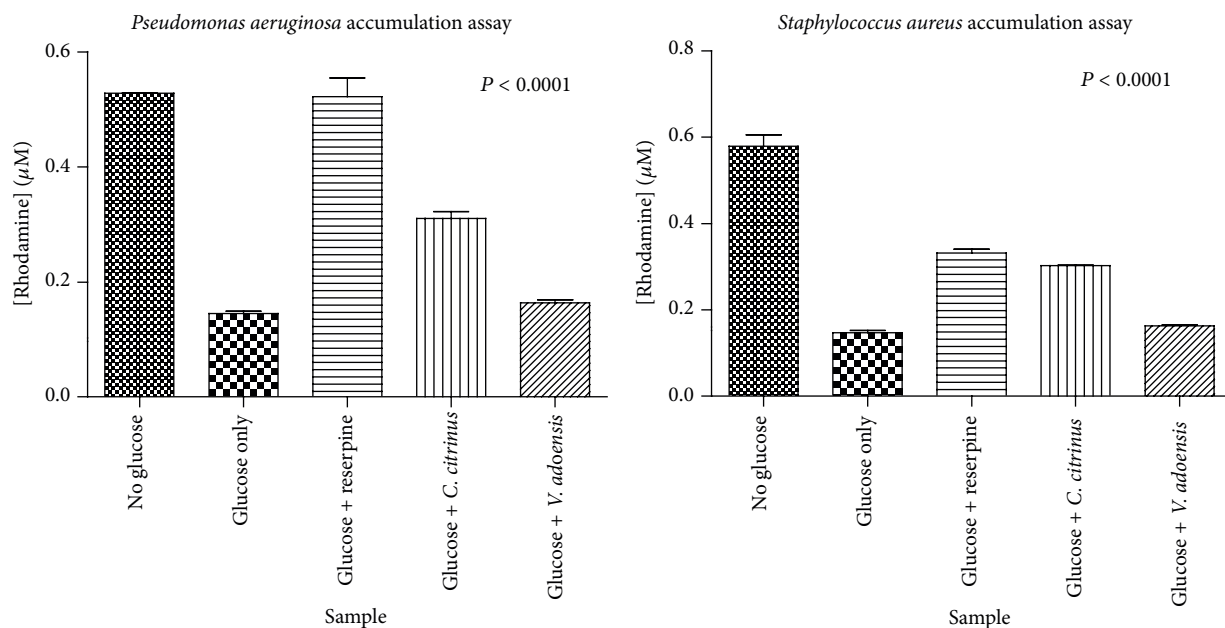 Pseudomonas aeruginosa accumulation assay
0.6
0.4
0.2
0.0
[Rhodamine] (μM)
P < 0.0001
No glucose
Glucose only
Glucose + reserpine
Glucose + C. citrinus
Glucose + V. adoensis
Sample
Staphylococcus aureus accumulation assay
0.8
0.6
0.4
0.2
0.0
[Rhodamine] (μM)
P < 0.0001
No glucose
Glucose only
Glucose + reserpine
Glucose + C. citrinus
Glucose + V. adoensis
Sample